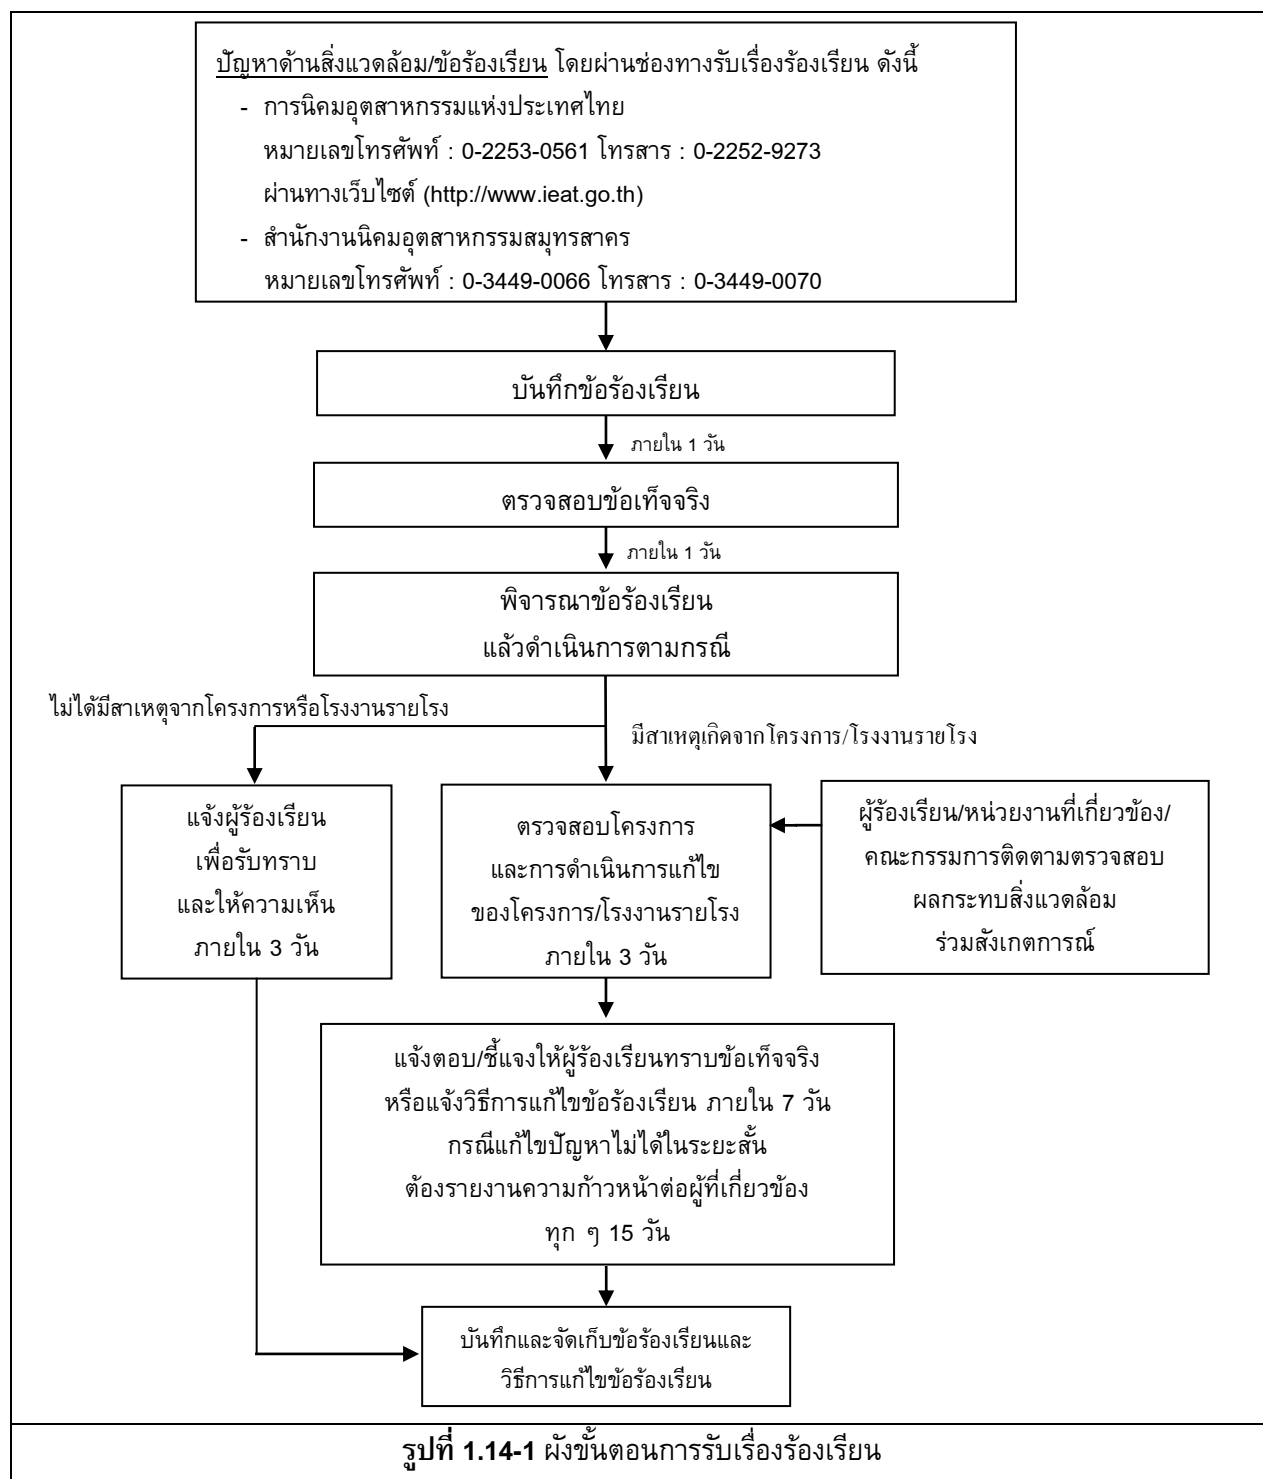 ปัญหาด้านสิ่งแวดล้อม/ข้อร้องเรียน โดยผ่านช่องทางรับเรื่องร้องเรียน ดังนี้
- การนิคมอุตสาหกรรมแห่งประเทศไทย
หมายเลขโทรศัพท์ : 0-2253-0561 โทรสาร : 0-2252-9273
ผ่านทางเว็บไซต์ (http://www.ieat.go.th)
- สำนักงานนิคมอุตสาหกรรมสมุทรสาคร
หมายเลขโทรศัพท์ : 0-3449-0066 โทรสาร : 0-3449-0070
บันทึกข้อร้องเรียน
ภายใน 1 วัน
ตรวจสอบข้อเท็จจริง
ภายใน 1 วัน
พิจารณาข้อร้องเรียน
แล้วดำเนินการตามกรณี
ไม่ได้มีสาเหตุจากโครงการหรือโรงงานรายโรง
มีสาเหตุเกิดจากโครงการ/โรงงานรายโรง
แจ้งผู้ร้องเรียน
เพื่อรับทราบ
และให้ความเห็น
ภายใน 3 วัน
ตรวจสอบโครงการ
และการดำเนินการแก้ไข
ของโครงการ/โรงงานรายโรง
ภายใน 3 วัน
ผู้ร้องเรียน/หน่วยงานที่เกี่ยวข้อง/
คณะกรรมการติดตามตรวจสอบ
ผลกระทบสิ่งแวดล้อม
ร่วมสังเกตการณ์
แจ้งตอบ/ชี้แจงให้ผู้ร้องเรียนทราบข้อเท็จจริง
หรือแจ้งวิธีการแก้ไขข้อร้องเรียน ภายใน 7 วัน
กรณีแก้ไขปัญหาไม่ได้ในระยะสั้น
ต้องรายงานความก้าวหน้าต่อผู้ที่เกี่ยวข้อง
ทุก ๆ 15 วัน
บันทึกและจัดเก็บข้อร้องเรียนและ
วิธีการแก้ไขข้อร้องเรียน
รูปที่ 1.14-1 ผังขั้นตอนการรับเรื่องร้องเรียน